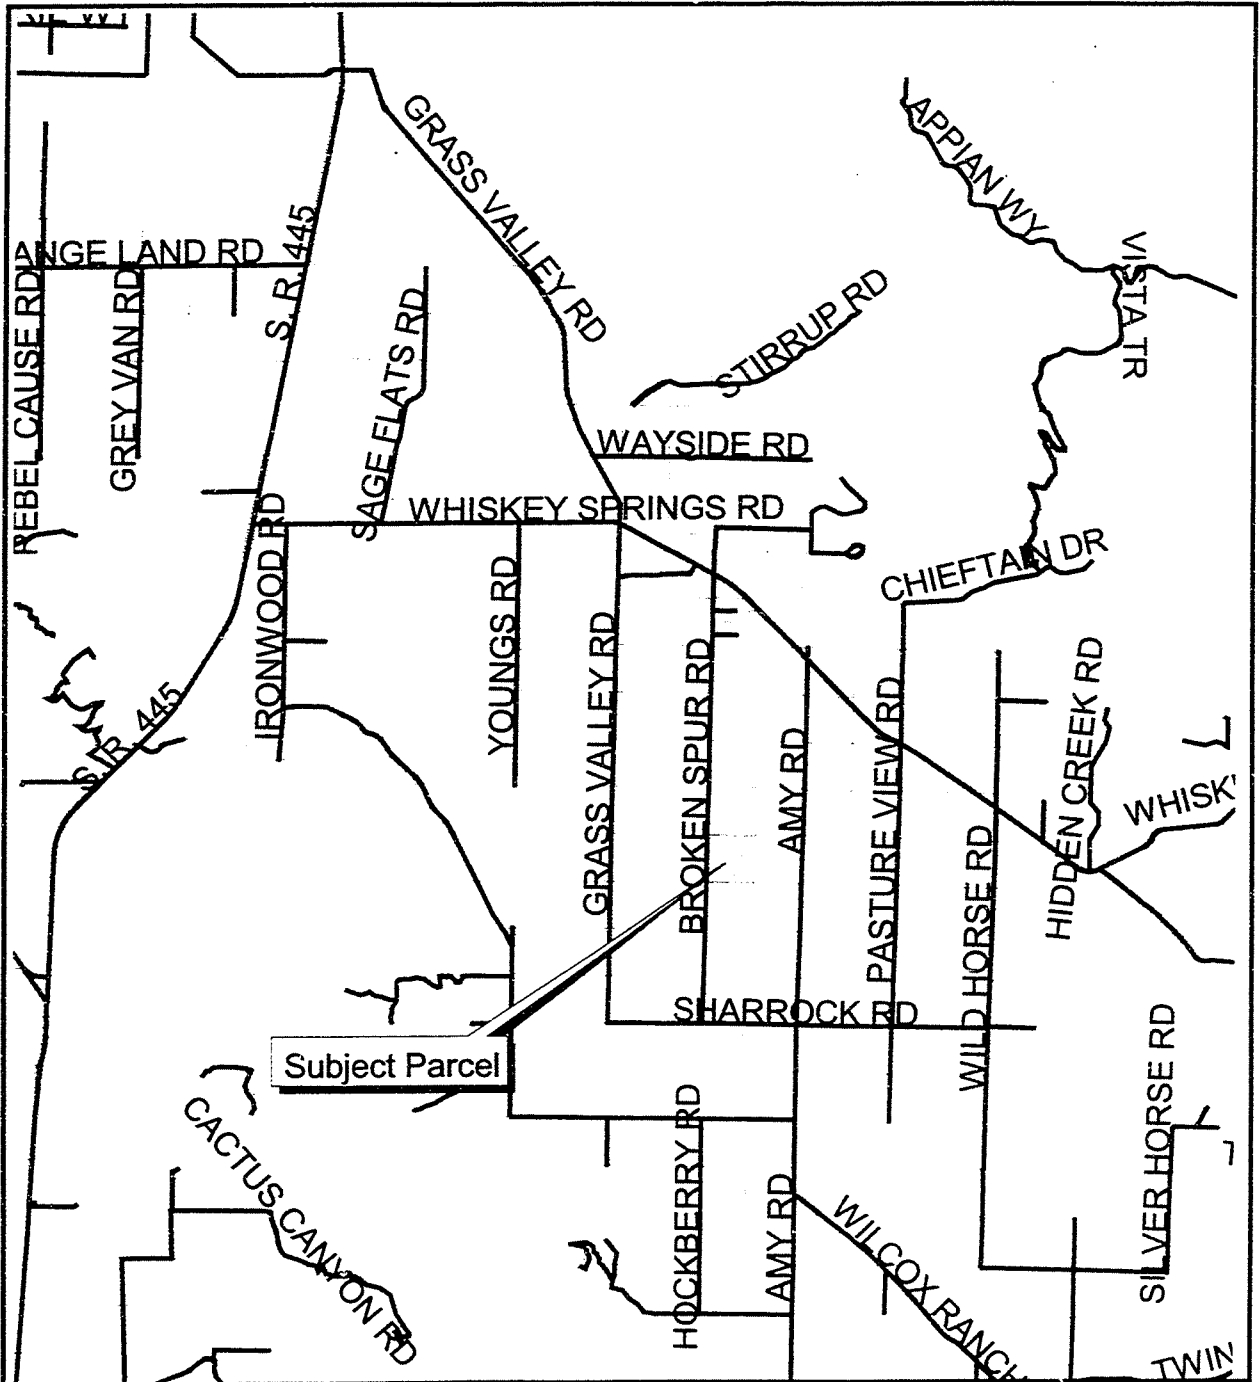 GRASS VALLEY RD
APPIAN WY
VISTA TR
S. R. 445
ANGE LAND RD
REBEL CAUSE RD
GREY VAN RD
SAGE FLATS RD
STIRRUP RD
WAYSIDE RD
WHISKEY SPRINGS RD
CHIEFTAIN DR
IRONWOOD RD
YOUNGS RD
GRASS VALLEY RD
BROKEN SPUR RD
AMY RD
PASTURE VIEW RD
WILD HORSE RD
HIDDEN CREEK RD
WHISK
S. R. 445
SHARROCK RD
Subject Parcel
CACTUS CANYON RD
HOCKBERRY RD
AMY RD
WILCOX RANCH
SILVER HORSE RD
TWIN